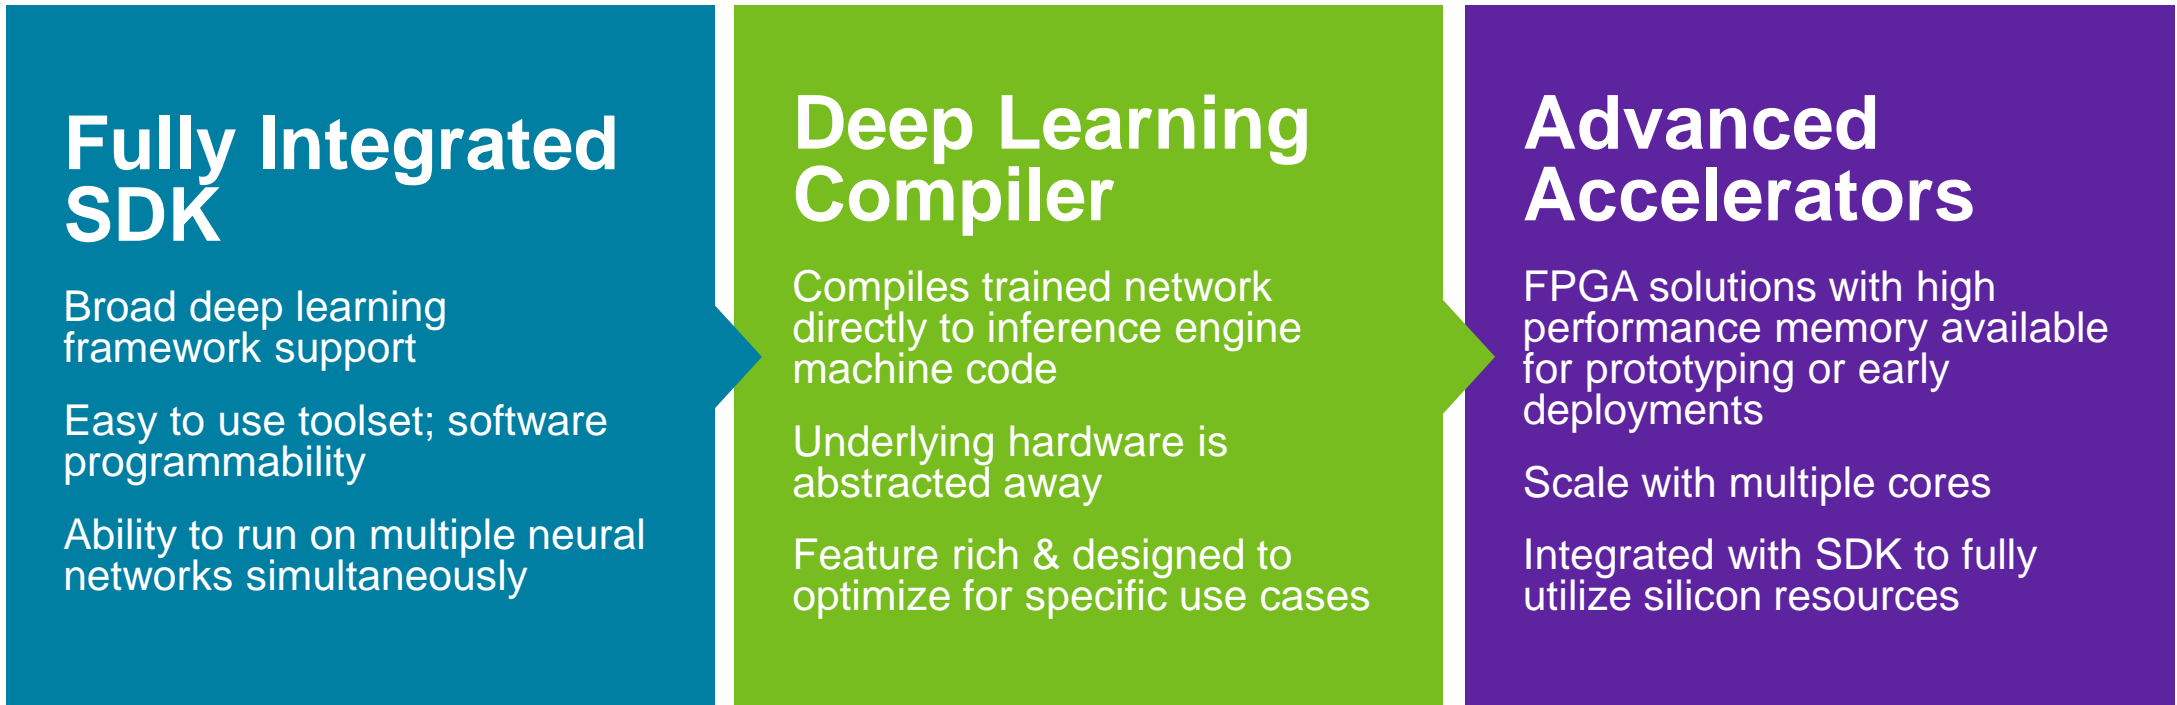 Fully Integrated
SDK
Broad deep learning
framework support
Easy to use toolset; software
programmability
Ability to run on multiple neural
networks simultaneously
Deep Learning
Compiler
Compiles trained network
directly to inference engine
machine code
Underlying hardware is
abstracted away
Feature rich & designed to
optimize for specific use cases
Advanced
Accelerators
FPGA solutions with high
performance memory available
for prototyping or early
deployments
Scale with multiple cores
Integrated with SDK to fully
utilize silicon resources